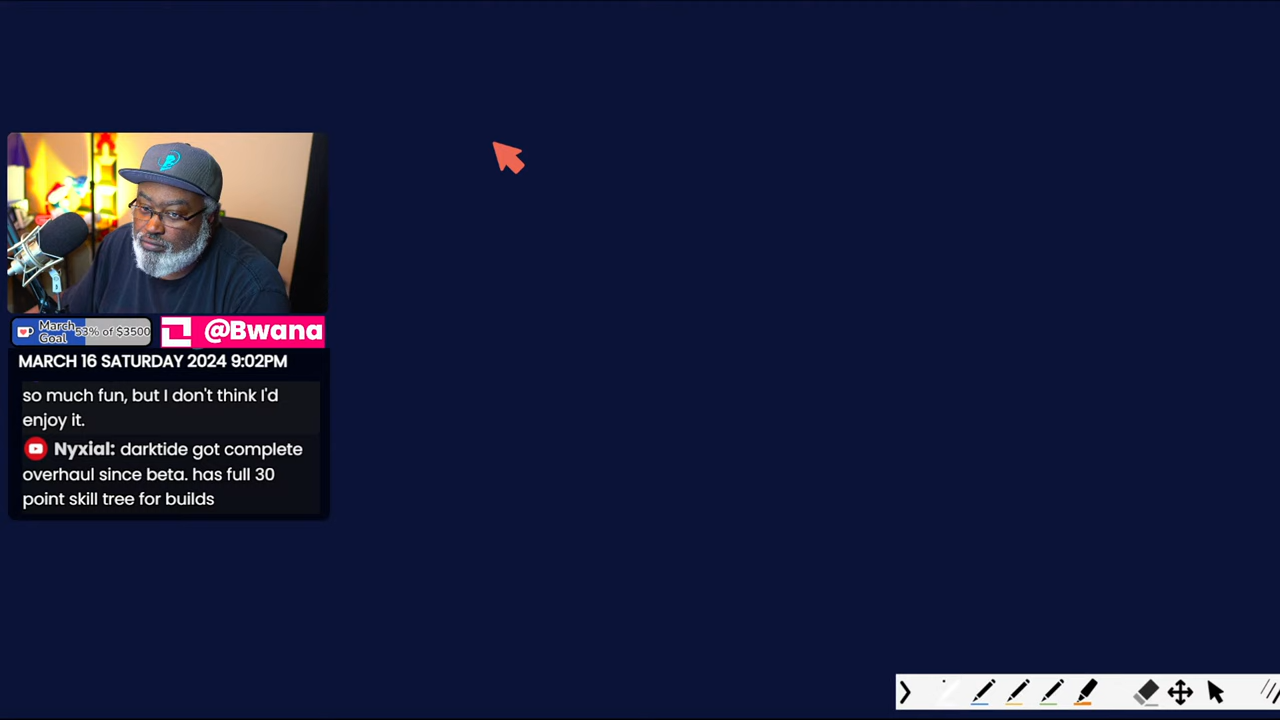 March
Goal
53% of $3500
@Bwana
MARCH 16 SATURDAY 2024 9:02PM
so much fun, but I don't think I'd
enjoy it.
Nyxial: darktide got complete
overhaul since beta. has full 30
point skill tree for builds